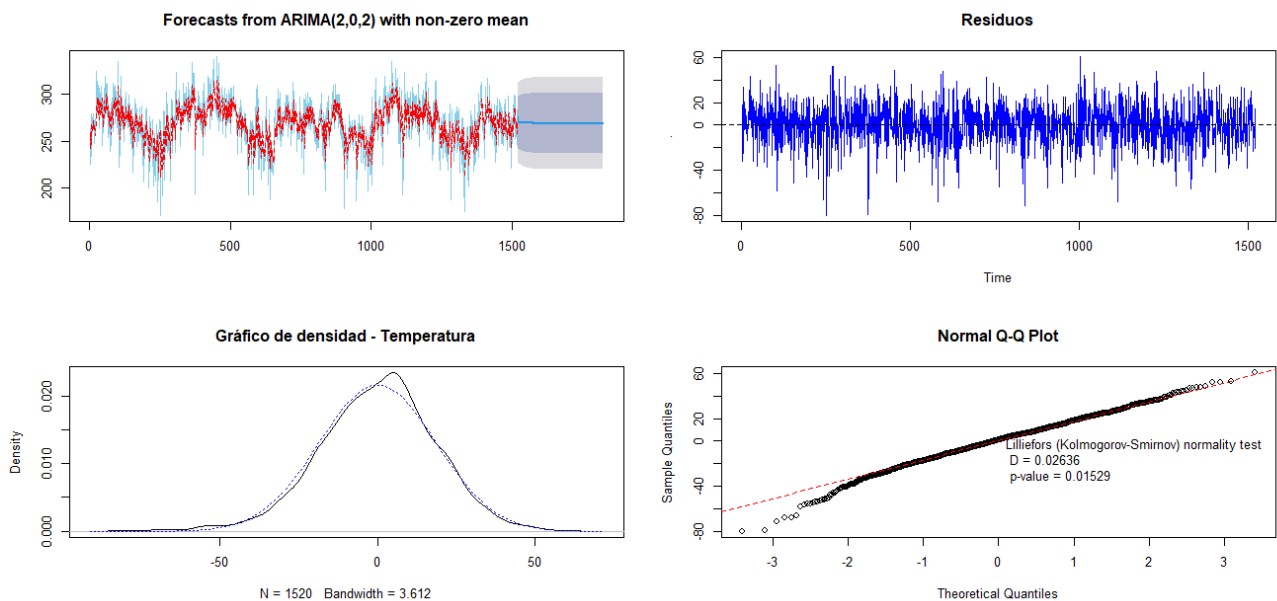 Forecasts from ARIMA(2,0,2) with non-zero mean
300
250
200
0 500 1000 1500
Residuos
60
20
0
-40
-80
0 500 1000 1500
Time
Gráfico de densidad - Temperatura
Density
0.020
0.010
0.000
-50 0 50
N = 1520 Bandwidth = 3.612
Normal Q-Q Plot
Sample Quantiles
60
20
0
-40
-80
Lilliefors (Kolmogorov-Smirnov) normality test
D = 0.02636
p-value = 0.01529
-3 -2 -1 0 1 2 3
Theoretical Quantiles